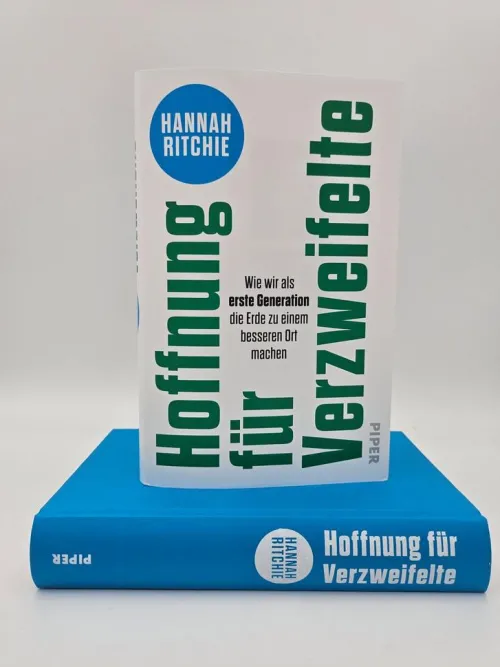 HANNAH
RITCHIE
Hoffnung
für
Verzweifelte
Wie wir als
erste Generation
die Erde zu einem
besseren Ort
machen
PIPER
PIPER
HANNAH
RITCHIE
Hoffnung für
Verzweifelte